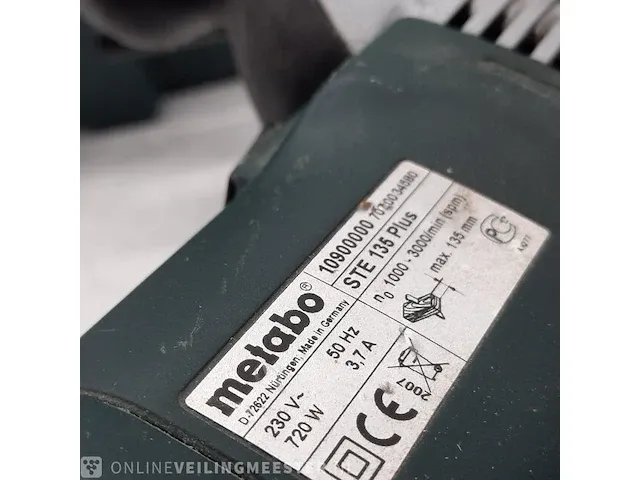 metabo®
D-72622 Nürtingen, Made in Germany
10900000
STE 135 Plus
230 V~ 50 Hz
720 W 3,7 A
n0 1000 - 3000/min (spm)
max. 135 mm
CE
2007
ONLINEVEILINGMEESTER